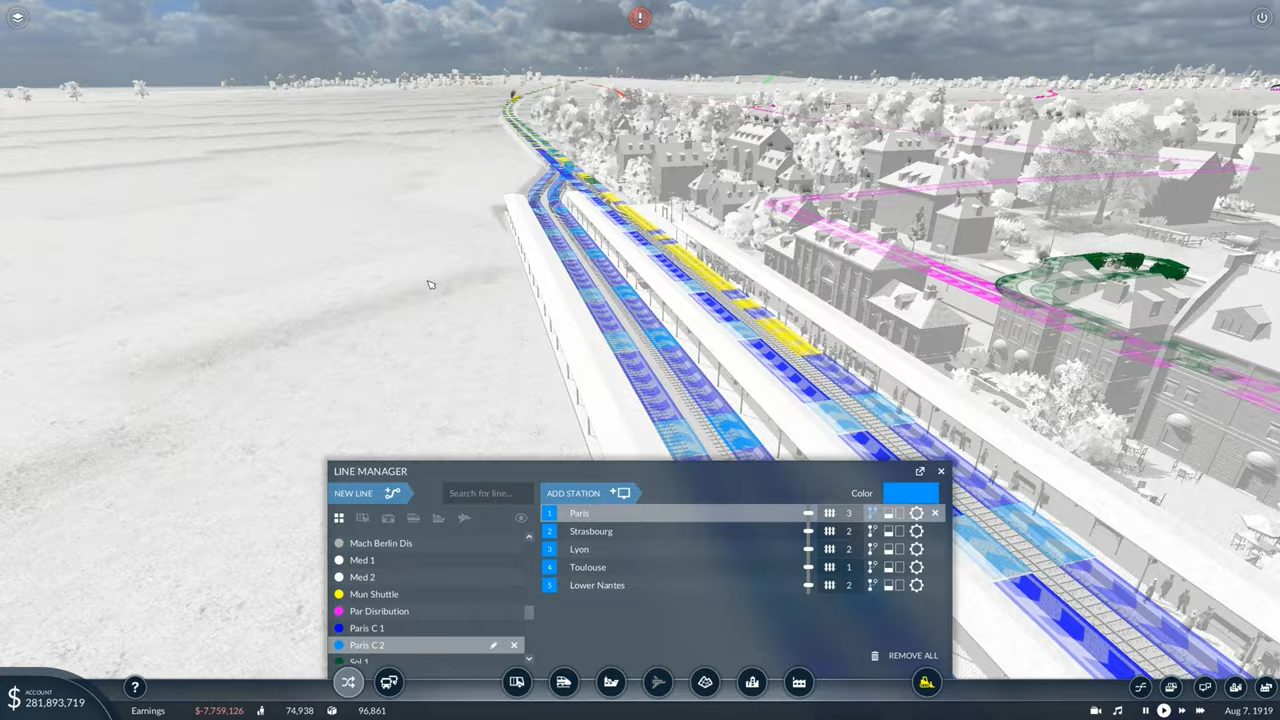 LINE MANAGER
NEW LINE
Search for line...
ADD STATION
Color
1 Paris 3
2 Strasbourg 2
3 Lyon 2
4 Toulouse 1
5 Lower Nantes 2
Mach Berlin Dis
Med 1
Med 2
Mun Shuttle
Par Disribution
Paris C 1
Paris C 2
Sol 1
REMOVE ALL
$ ACCOUNT
281,893,719
?
Earnings $-7,759,126 74,938 96,861
Aug 7, 1919